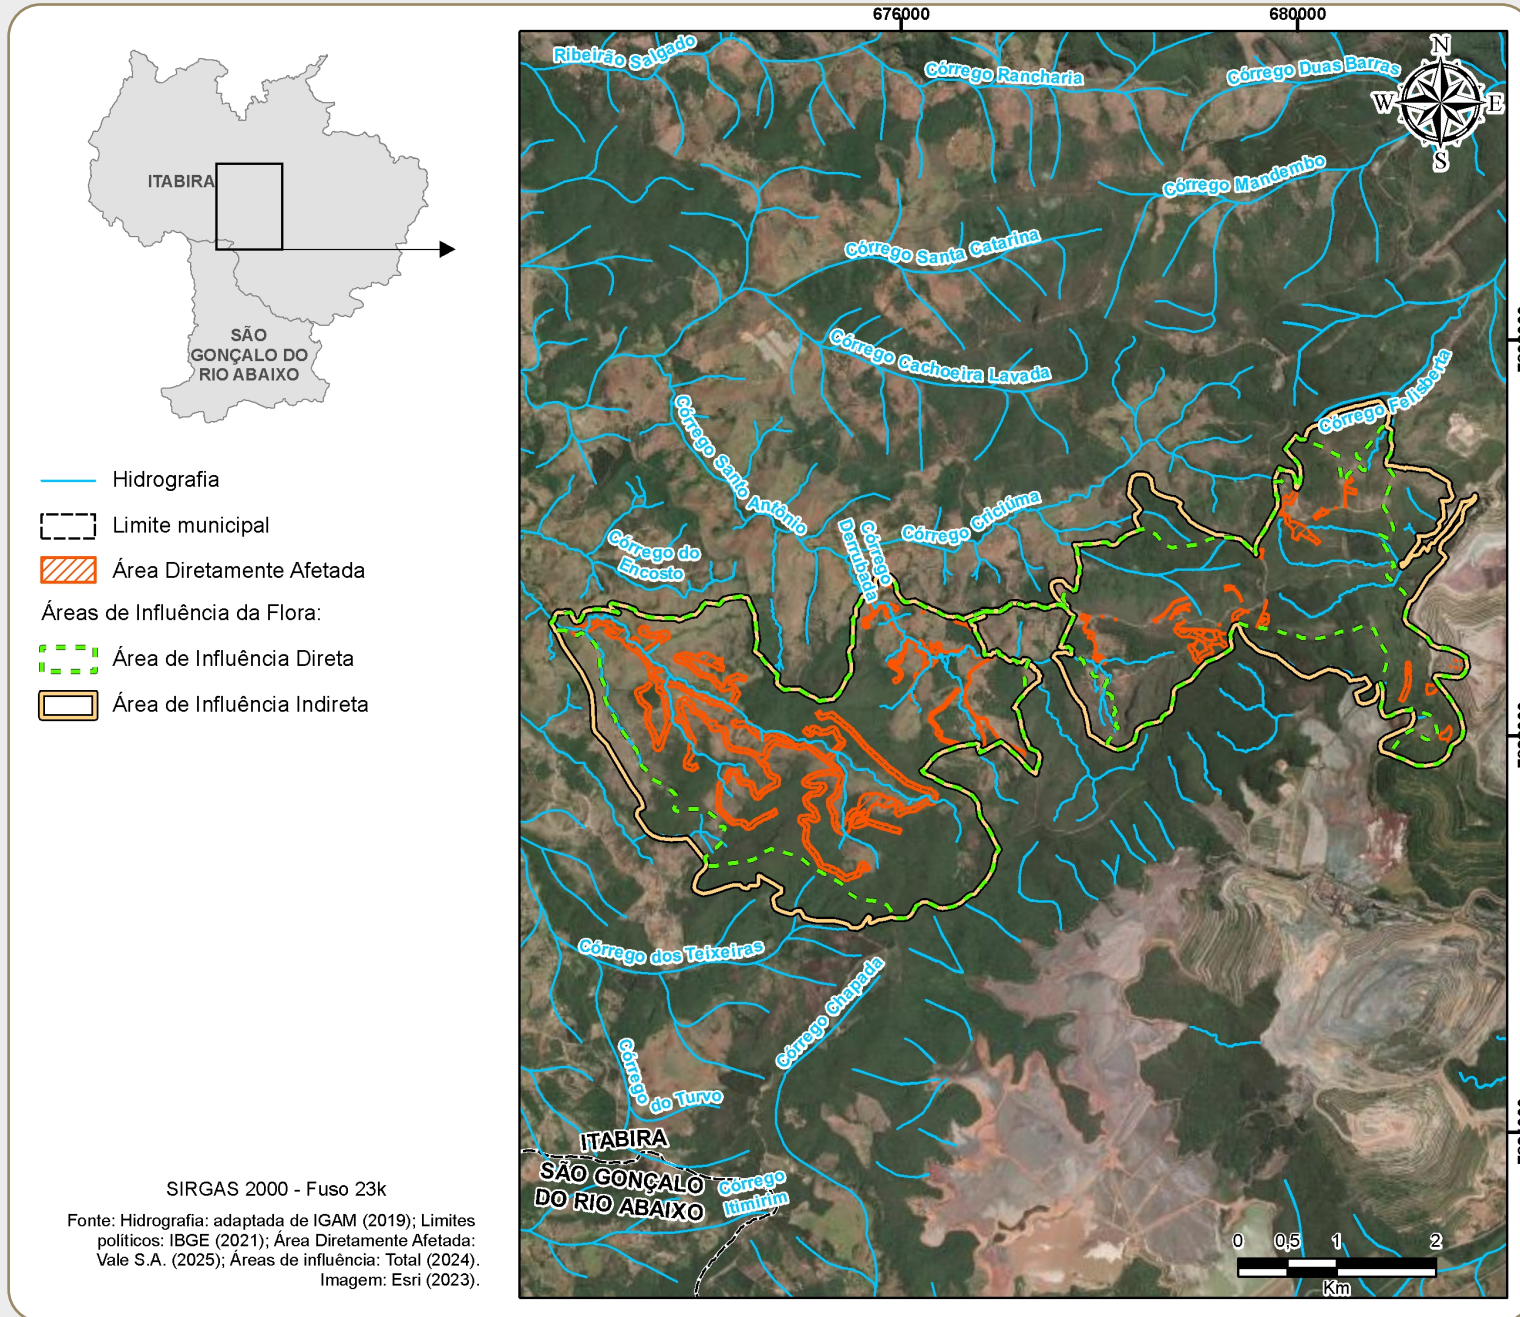 676000
680000
N
W
E
S
Ribeirão Salgado
Córrego Rancharia
Córrego Duas Barras
Córrego Mandembo
Córrego Santa Catarina
Córrego Cachoeira Lavada
Córrego Felisberta
Córrego Santo Antônio
Córrego Criciúma
Córrego
Derrubada
Córrego do
Encosto
Córrego dos Teixeiras
Córrego Chapada
Córrego
do Turvo
ITABIRA
SÃO GONÇALO
DO RIO ABAIXO
Córrego
Itimirim
0 0,5 1 2
Km
ITABIRA
SÃO
GONÇALO DO
RIO ABAIXO
Hidrografia
Limite municipal
Área Diretamente Afetada
Áreas de Influência da Flora:
Área de Influência Direta
Área de Influência Indireta
SIRGAS 2000 - Fuso 23k
Fonte: Hidrografia: adaptada de IGAM (2019); Limites
políticos: IBGE (2021); Área Diretamente Afetada:
Vale S.A. (2025); Áreas de influência: Total (2024).
Imagem: Esri (2023).